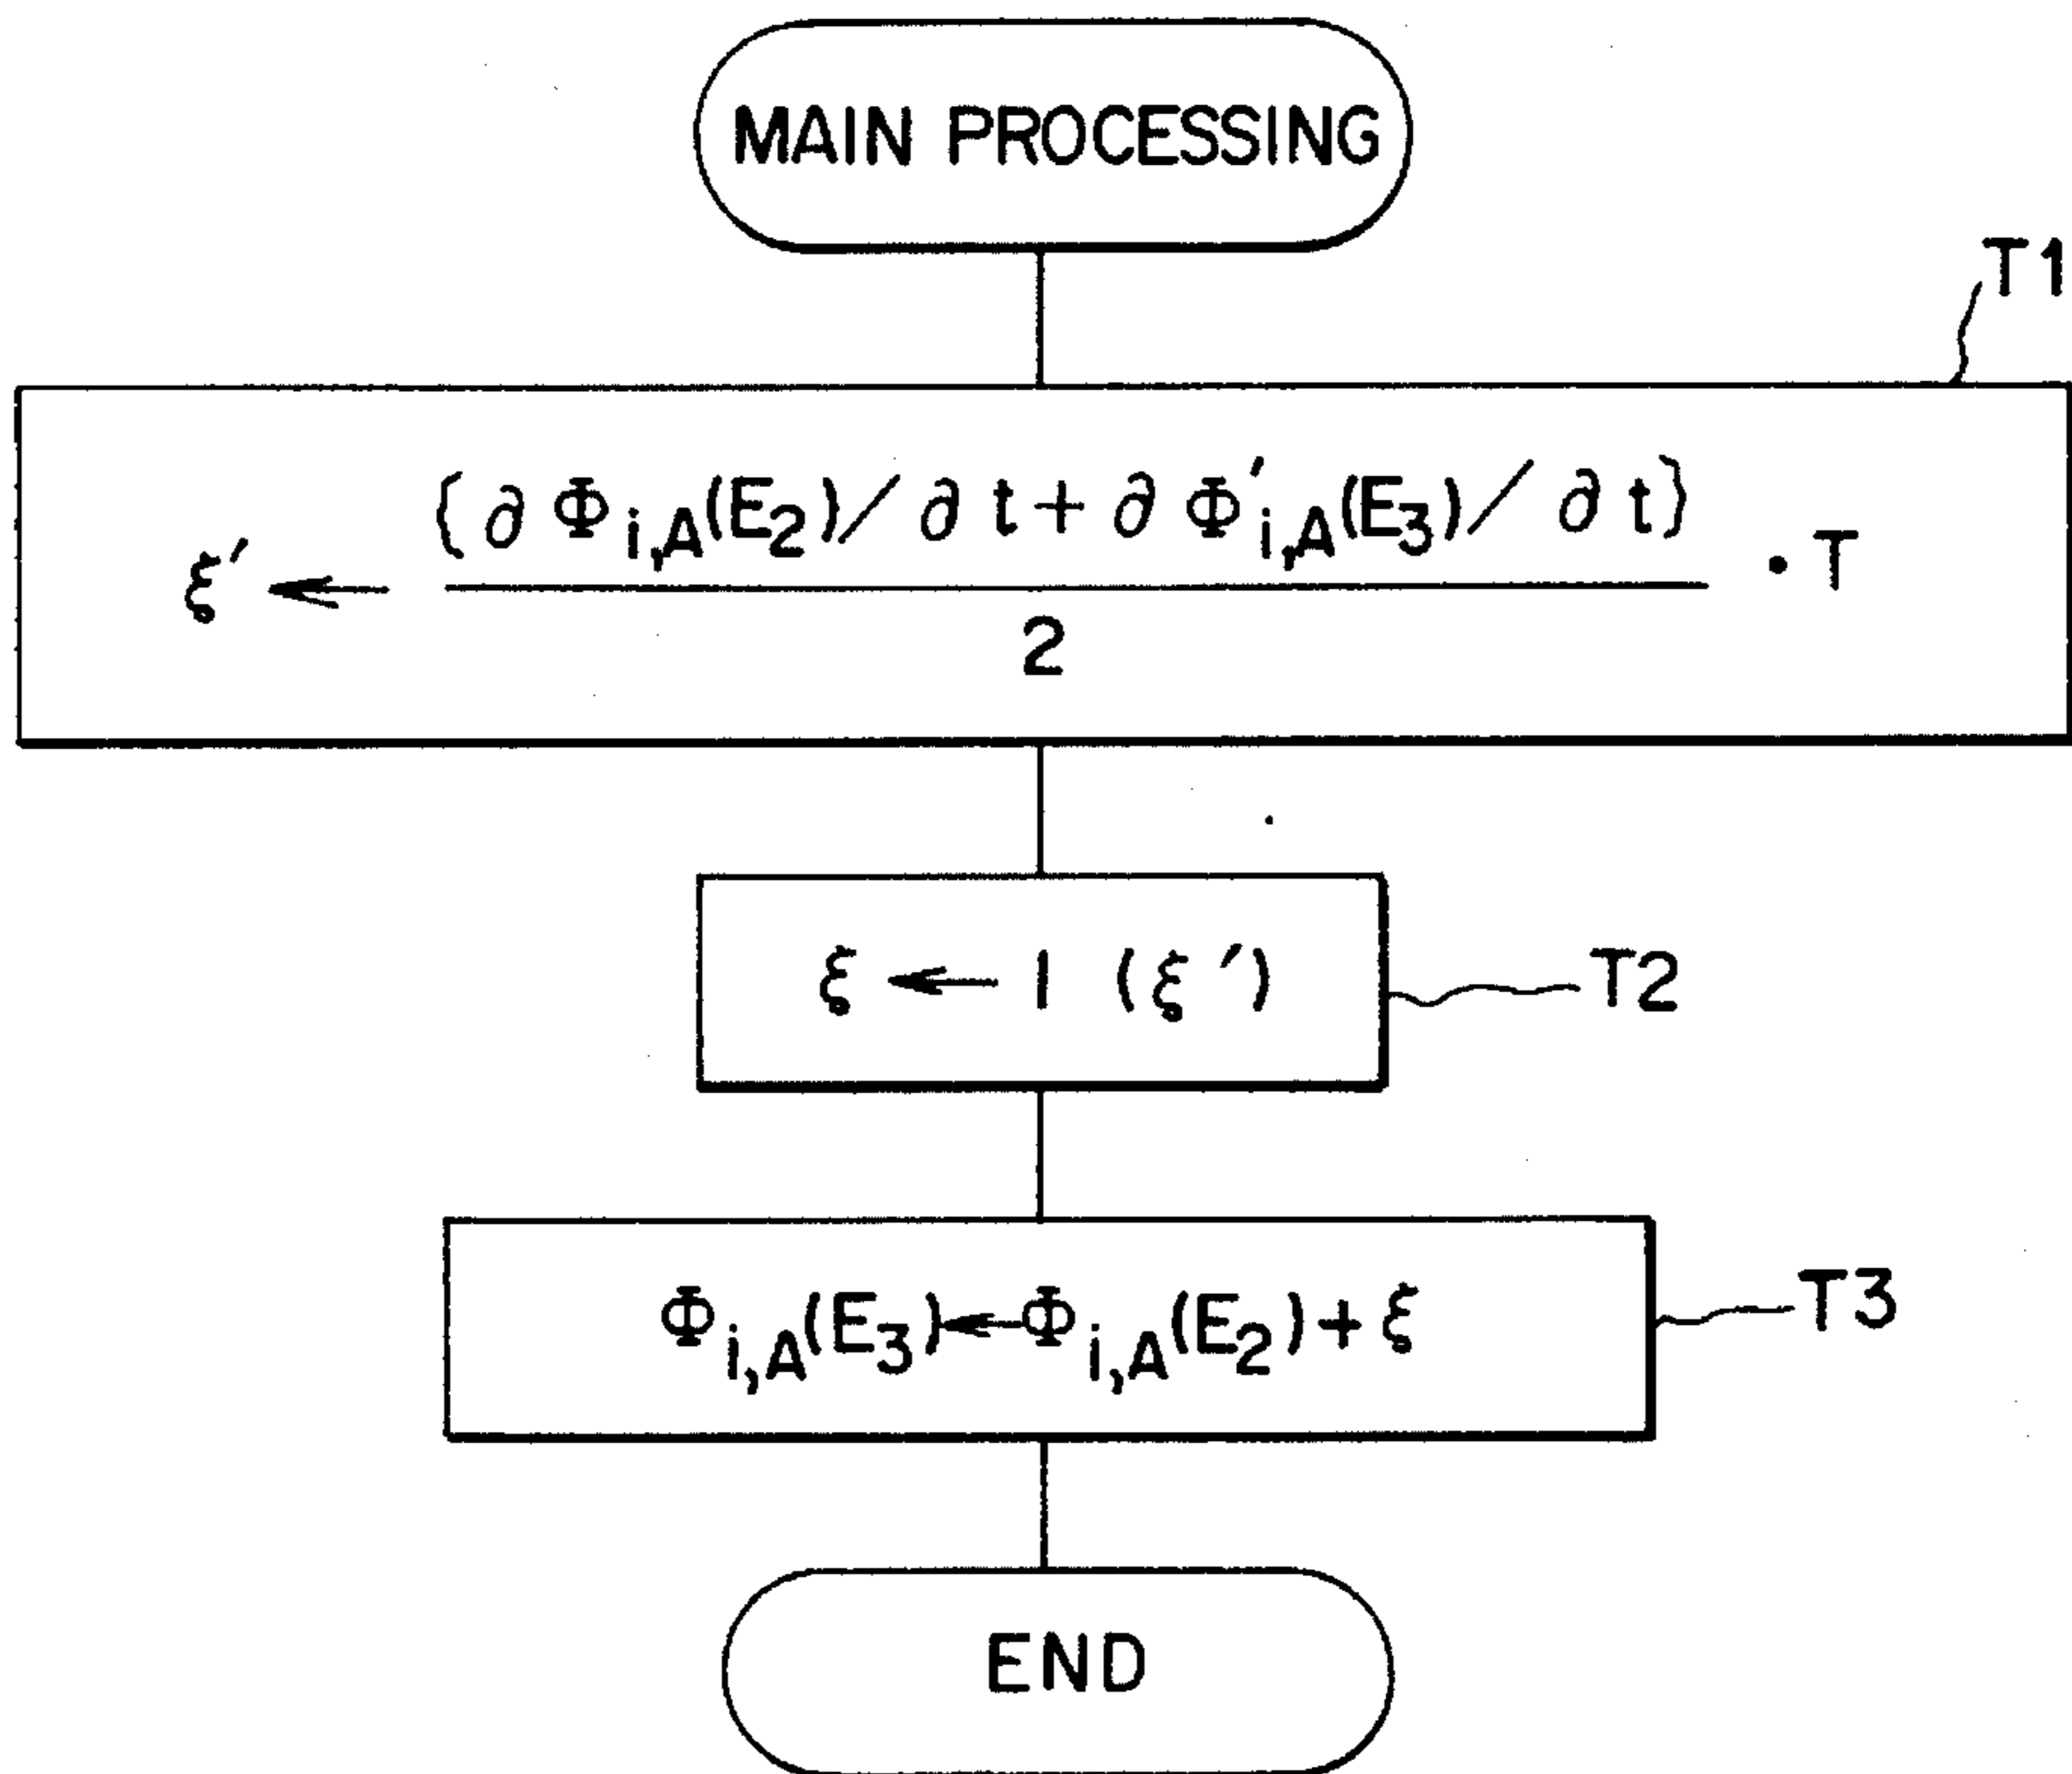 MAIN PROCESSING
T1
ξ′ ← {∂Φi,A(E2)/∂t + ∂Φ′i,A(E3)/∂t} / 2 · T
ξ ← I (ξ′)
T2
Φi,A(E3) ← Φi,A(E2) + ξ
T3
END